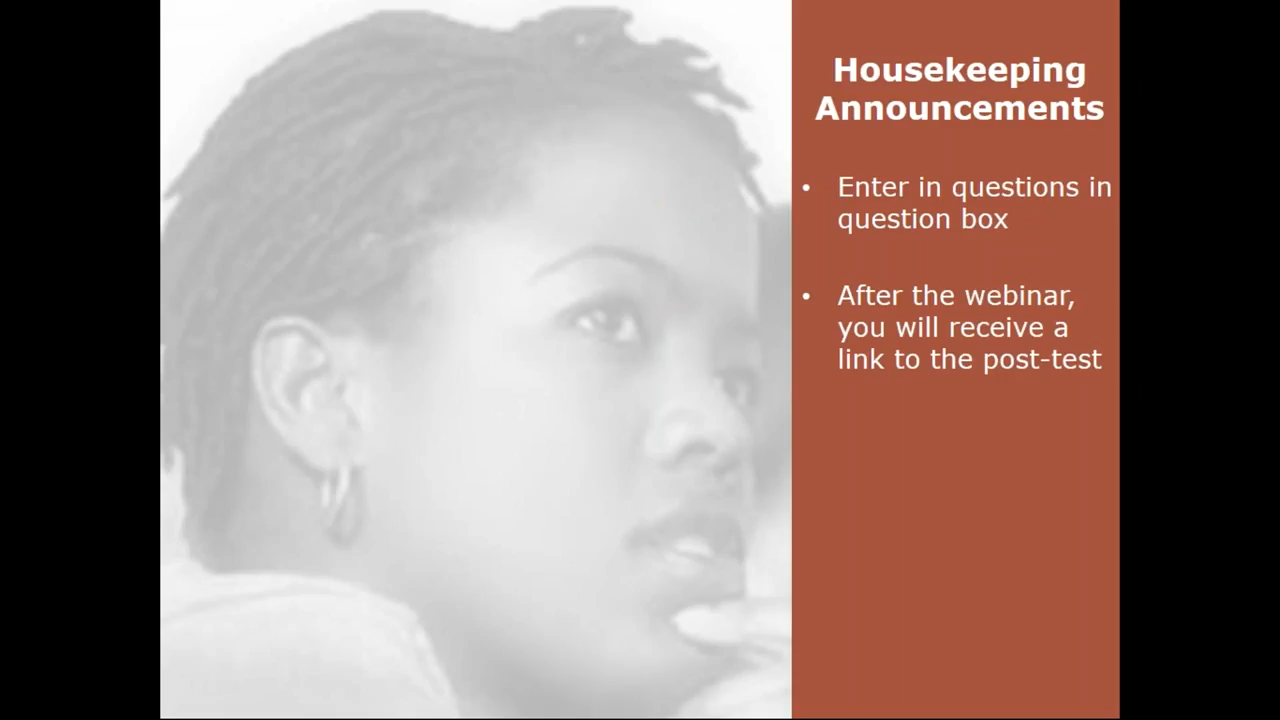 Housekeeping
Announcements
• Enter in questions in
question box
• After the webinar,
you will receive a
link to the post-test